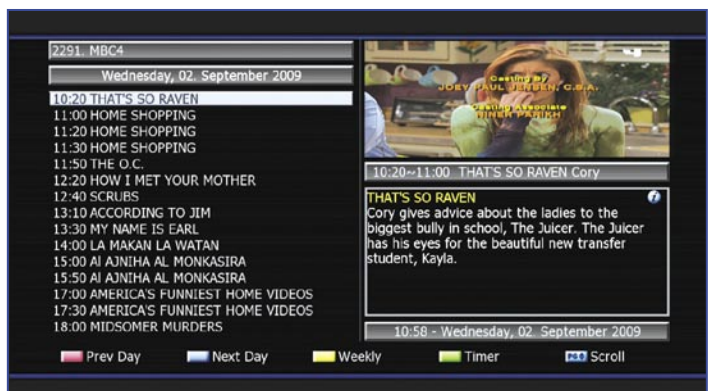 2291. MBC4
Wednesday, 02. September 2009
10:20 THAT'S SO RAVEN
11:00 HOME SHOPPING
11:20 HOME SHOPPING
11:30 HOME SHOPPING
11:50 THE O.C.
12:20 HOW I MET YOUR MOTHER
12:40 SCRUBS
13:10 ACCORDING TO JIM
13:30 MY NAME IS EARL
14:00 LA MAKAN LA WATAN
15:00 Al AJNIHA AL MONKASIRA
15:50 Al AJNIHA AL MONKASIRA
17:00 AMERICA'S FUNNIEST HOME VIDEOS
17:30 AMERICA'S FUNNIEST HOME VIDEOS
18:00 MIDSOMER MURDERS
Casting By
JOEY PAUL JENSEN, C.S.A.
Casting Associate
NINER PARIKH
10:20~11:00 THAT'S SO RAVEN Cory
THAT'S SO RAVEN
Cory gives advice about the ladies to the
biggest bully in school, The Juicer. The Juicer
has his eyes for the beautiful new transfer
student, Kayla.
10:58 - Wednesday, 02. September 2009
Prev Day
Next Day
Weekly
Timer
Scroll